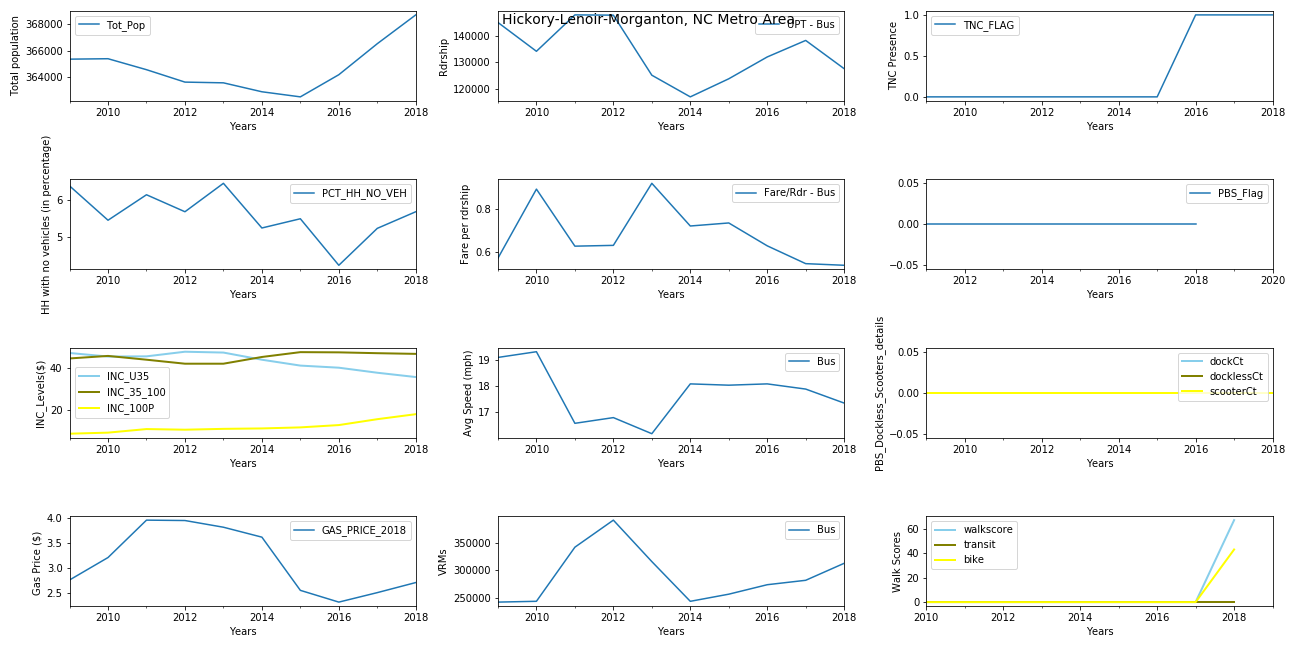 Hickory-Lenoir-Morganton, NC Metro Area
Total population
368000
366000
364000
Tot_Pop
2010 2012 2014 2016 2018
Years
Rdrship
140000
130000
120000
UPT - Bus
2010 2012 2014 2016 2018
Years
TNC Presence
1.0
0.5
0.0
TNC_FLAG
2010 2012 2014 2016 2018
Years
HH with no vehicles (in percentage)
6
5
PCT_HH_NO_VEH
2010 2012 2014 2016 2018
Years
Fare per rdrship
0.8
0.6
Fare/Rdr - Bus
2010 2012 2014 2016 2018
Years
0.05
0.00
−0.05
PBS_Flag
2012 2014 2016 2018 2020
Years
INC_Levels($)
40
20
INC_U35
INC_35_100
INC_100P
2010 2012 2014 2016 2018
Years
Avg Speed (mph)
19
18
17
Bus
2010 2012 2014 2016 2018
Years
PBS_Dockless_Scooters_details
0.05
0.00
−0.05
dockCt
docklessCt
scooterCt
2010 2012 2014 2016 2018
Years
Gas Price ($)
4.0
3.5
3.0
2.5
GAS_PRICE_2018
2010 2012 2014 2016 2018
Years
VRMs
350000
300000
250000
Bus
2010 2012 2014 2016 2018
Years
Walk Scores
60
40
20
0
walkscore
transit
bike
2010 2012 2014 2016 2018
Years